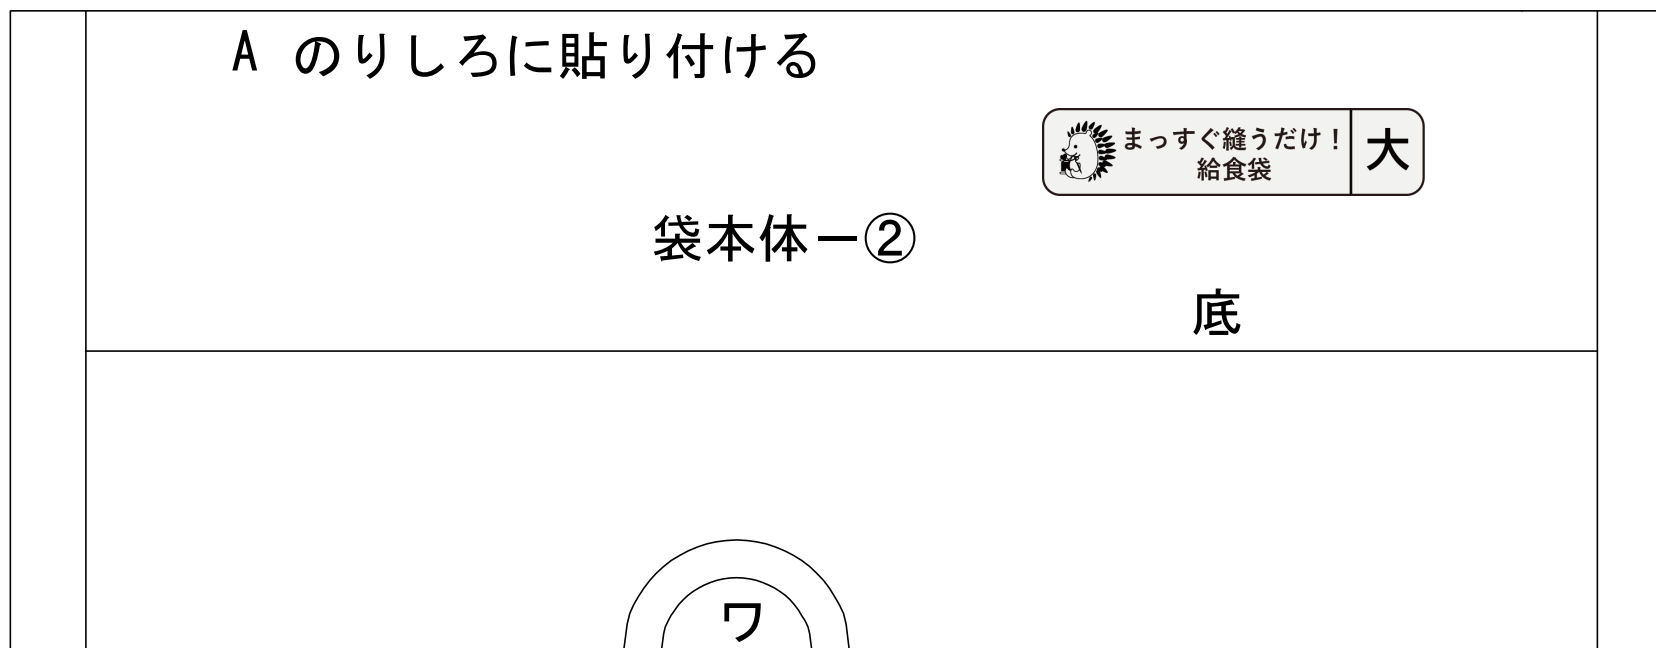 A のりしろに貼り付ける
まっすぐ縫うだけ！
給食袋
大
袋本体－②
底
ワ